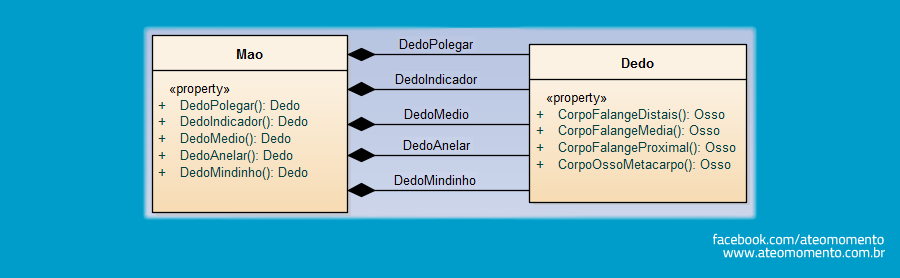 Mao
«property»
+ DedoPolegar(): Dedo
+ DedoIndicador(): Dedo
+ DedoMedio(): Dedo
+ DedoAnelar(): Dedo
+ DedoMindinho(): Dedo
DedoPolegar
DedoIndicador
DedoMedio
DedoAnelar
DedoMindinho
Dedo
«property»
+ CorpoFalangeDistais(): Osso
+ CorpoFalangeMedia(): Osso
+ CorpoFalangeProximal(): Osso
+ CorpoOssoMetacarpo(): Osso
facebook.com/ateomomento
www.ateomomento.com.br